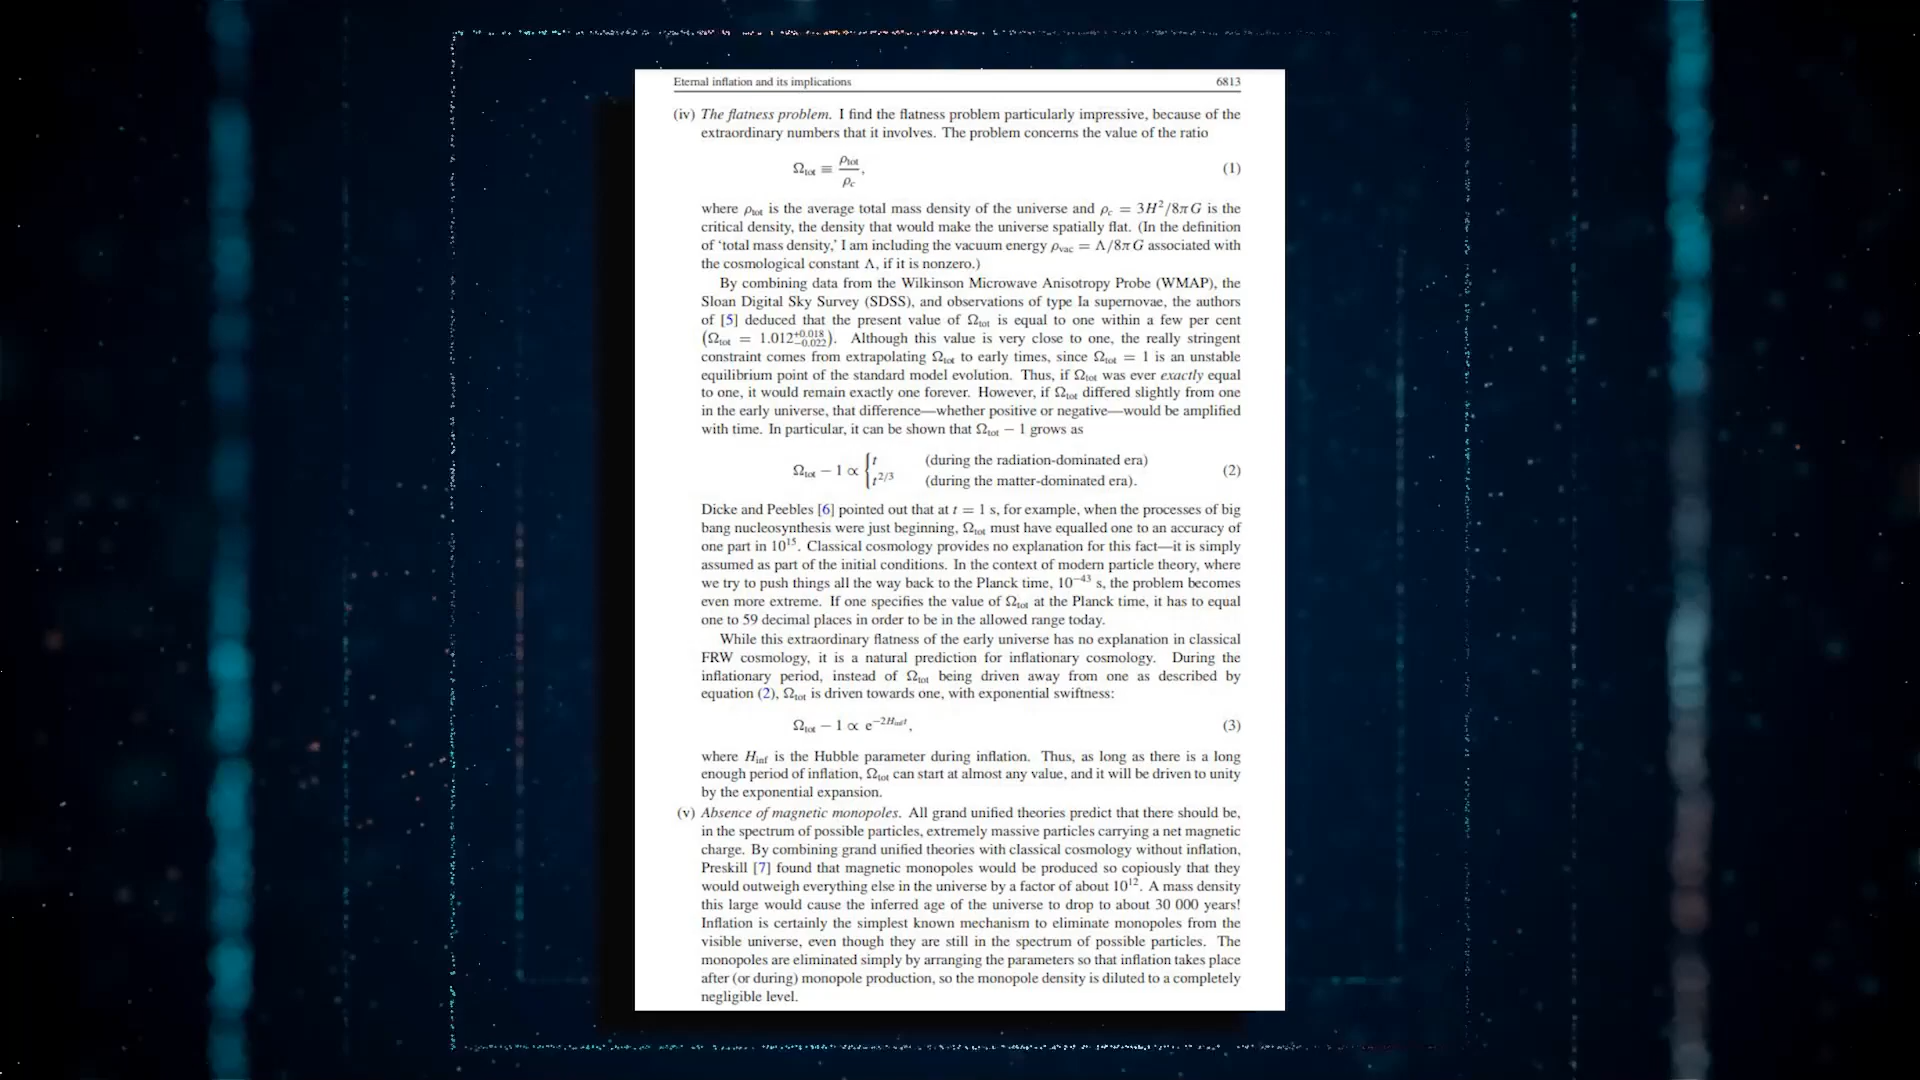 Eternal inflation and its implications 6813
(iv) The flatness problem. I find the flatness problem particularly impressive, because of the
extraordinary numbers that it involves. The problem concerns the value of the ratio
Ω_tot ≡ ρ_tot/ρ_c, (1)
where ρ_tot is the average total mass density of the universe and ρ_c = 3H²/8πG is the
critical density, the density that would make the universe spatially flat. (In the definition
of ‘total mass density,’ I am including the vacuum energy ρ_vac = Λ/8πG associated with
the cosmological constant Λ, if it is nonzero.)
By combining data from the Wilkinson Microwave Anisotropy Probe (WMAP), the
Sloan Digital Sky Survey (SDSS), and observations of type Ia supernovae, the authors
of [5] deduced that the present value of Ω_tot is equal to one within a few per cent
(Ω_tot = 1.012^{+0.018}_{−0.022}). Although this value is very close to one, the really stringent
constraint comes from extrapolating Ω_tot to early times, since Ω_tot = 1 is an unstable
equilibrium point of the standard model evolution. Thus, if Ω_tot was ever exactly equal
to one, it would remain exactly one forever. However, if Ω_tot differed slightly from one
in the early universe, that difference—whether positive or negative—would be amplified
with time. In particular, it can be shown that Ω_tot − 1 grows as
Ω_tot − 1 ∝ { t (during the radiation-dominated era)
t^{2/3} (during the matter-dominated era). (2)
Dicke and Peebles [6] pointed out that at t = 1 s, for example, when the processes of big
bang nucleosynthesis were just beginning, Ω_tot must have equalled one to an accuracy of
one part in 10¹⁵. Classical cosmology provides no explanation for this fact—it is simply
assumed as part of the initial conditions. In the context of modern particle theory, where
we try to push things all the way back to the Planck time, 10⁻⁴³ s, the problem becomes
even more extreme. If one specifies the value of Ω_tot at the Planck time, it has to equal
one to 59 decimal places in order to be in the allowed range today.
While this extraordinary flatness of the early universe has no explanation in classical
FRW cosmology, it is a natural prediction for inflationary cosmology. During the
inflationary period, instead of Ω_tot being driven away from one as described by
equation (2), Ω_tot is driven towards one, with exponential swiftness:
Ω_tot − 1 ∝ e^{−2H_inf t}, (3)
where H_inf is the Hubble parameter during inflation. Thus, as long as there is a long
enough period of inflation, Ω_tot can start at almost any value, and it will be driven to unity
by the exponential expansion.
(v) Absence of magnetic monopoles. All grand unified theories predict that there should be,
in the spectrum of possible particles, extremely massive particles carrying a net magnetic
charge. By combining grand unified theories with classical cosmology without inflation,
Preskill [7] found that magnetic monopoles would be produced so copiously that they
would outweigh everything else in the universe by a factor of about 10¹². A mass density
this large would cause the inferred age of the universe to drop to about 30 000 years!
Inflation is certainly the simplest known mechanism to eliminate monopoles from the
visible universe, even though they are still in the spectrum of possible particles. The
monopoles are eliminated simply by arranging the parameters so that inflation takes place
after (or during) monopole production, so the monopole density is diluted to a completely
negligible level.